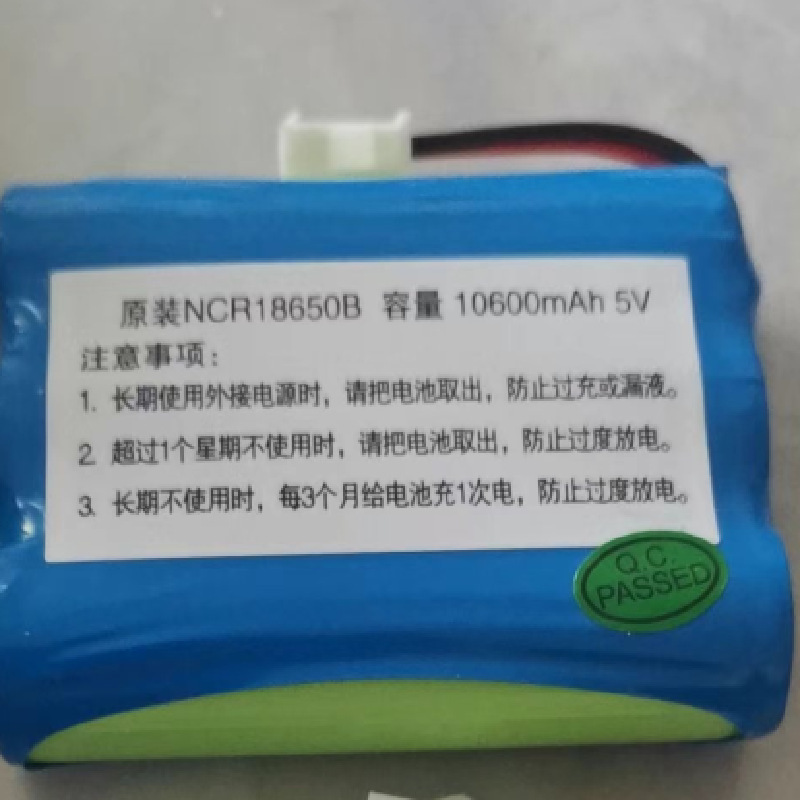 原装NCR18650B 容量 10600mAh 5V
注意事项:
1. 长期使用外接电源时，请把电池取出，防止过充或漏液。
2. 超过1个星期不使用时，请把电池取出，防止过度放电。
3. 长期不使用时，每3个月给电池充1次电，防止过度放电。
Q.C.
PASSED